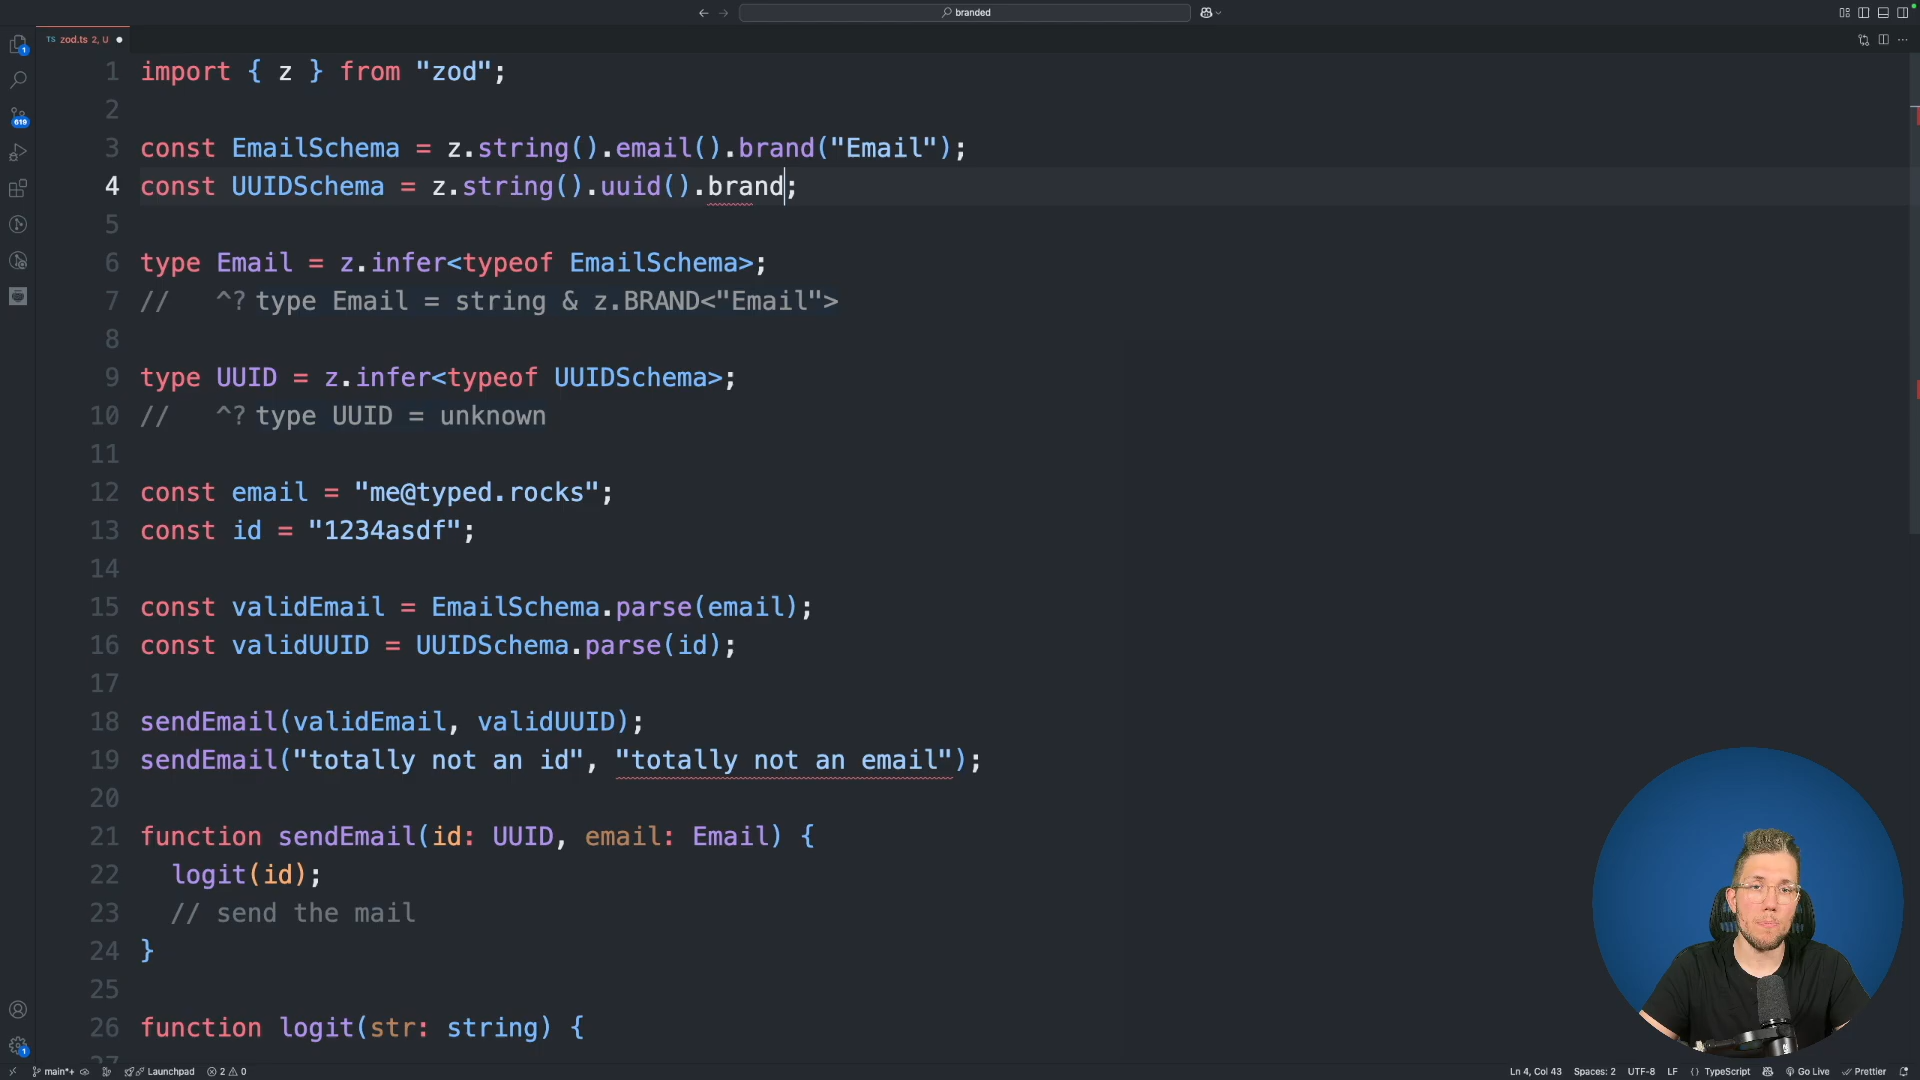 branded
TS zod.ts 2, U
1 import { z } from "zod";
2
3 const EmailSchema = z.string().email().brand("Email");
4 const UUIDSchema = z.string().uuid().brand;
5
6 type Email = z.infer<typeof EmailSchema>;
7 //   ^? type Email = string & z.BRAND<"Email">
8
9 type UUID = z.infer<typeof UUIDSchema>;
10 //   ^? type UUID = unknown
11
12 const email = "me@typed.rocks";
13 const id = "1234asdf";
14
15 const validEmail = EmailSchema.parse(email);
16 const validUUID = UUIDSchema.parse(id);
17
18 sendEmail(validEmail, validUUID);
19 sendEmail("totally not an id", "totally not an email");
20
21 function sendEmail(id: UUID, email: Email) {
22   logit(id);
23   // send the mail
24 }
25
26 function logit(str: string) {
27
1
619
1
main*+ Launchpad 2 0 Ln 4, Col 43 Spaces: 2 UTF-8 LF {} TypeScript Go Live Prettier